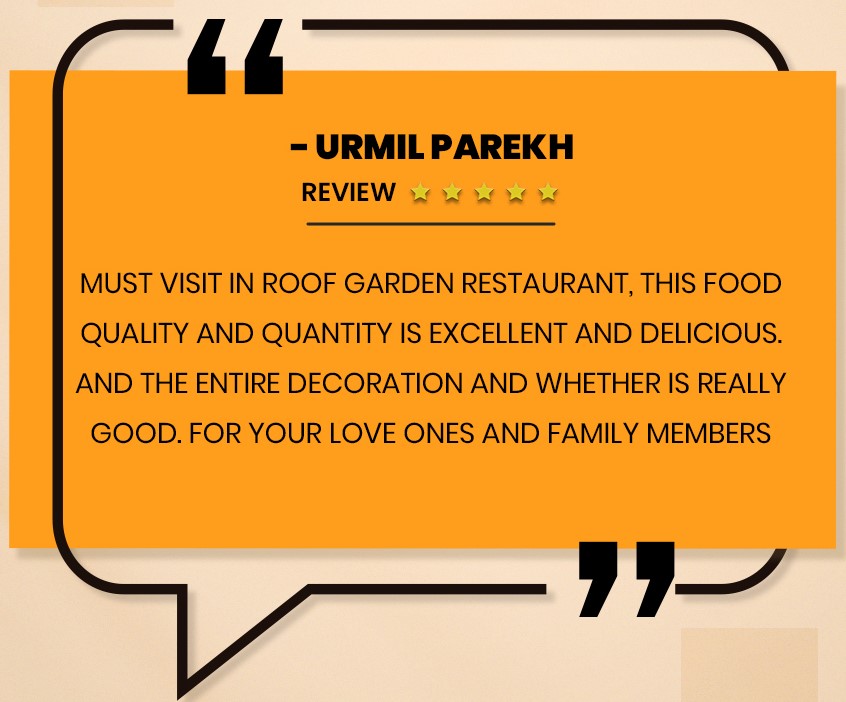 - URMIL PAREKH
REVIEW
MUST VISIT IN ROOF GARDEN RESTAURANT, THIS FOOD
QUALITY AND QUANTITY IS EXCELLENT AND DELICIOUS.
AND THE ENTIRE DECORATION AND WHETHER IS REALLY
GOOD. FOR YOUR LOVE ONES AND FAMILY MEMBERS